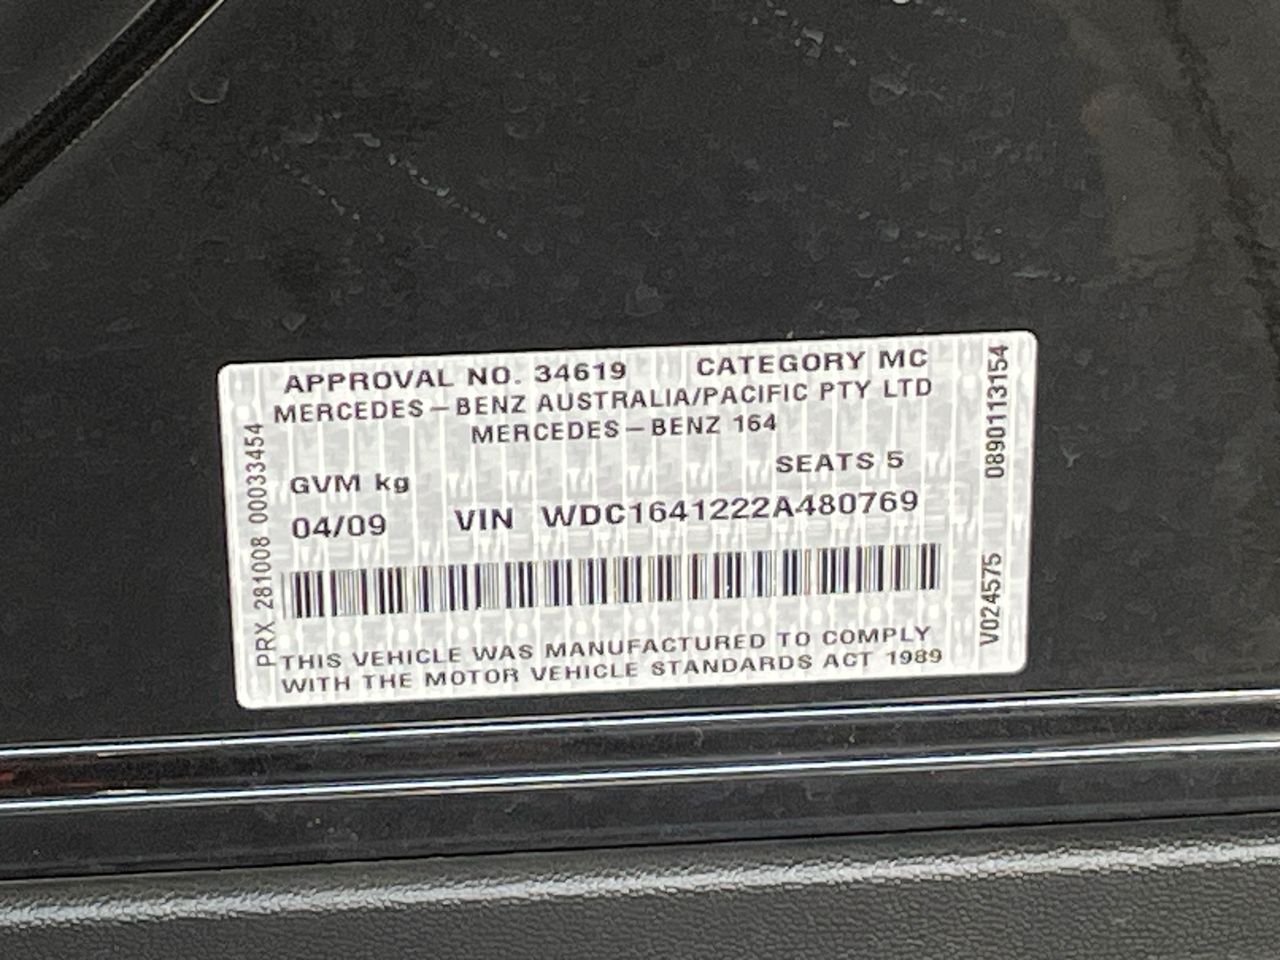 APPROVAL NO. 34619 CATEGORY MC
MERCEDES-BENZ AUSTRALIA/PACIFIC PTY LTD
MERCEDES-BENZ 164
SEATS 5
GVM kg
04/09 VIN WDC1641222A480769
THIS VEHICLE WAS MANUFACTURED TO COMPLY
WITH THE MOTOR VEHICLE STANDARDS ACT 1989
PRX 281008 00033454
V024575 0890113154